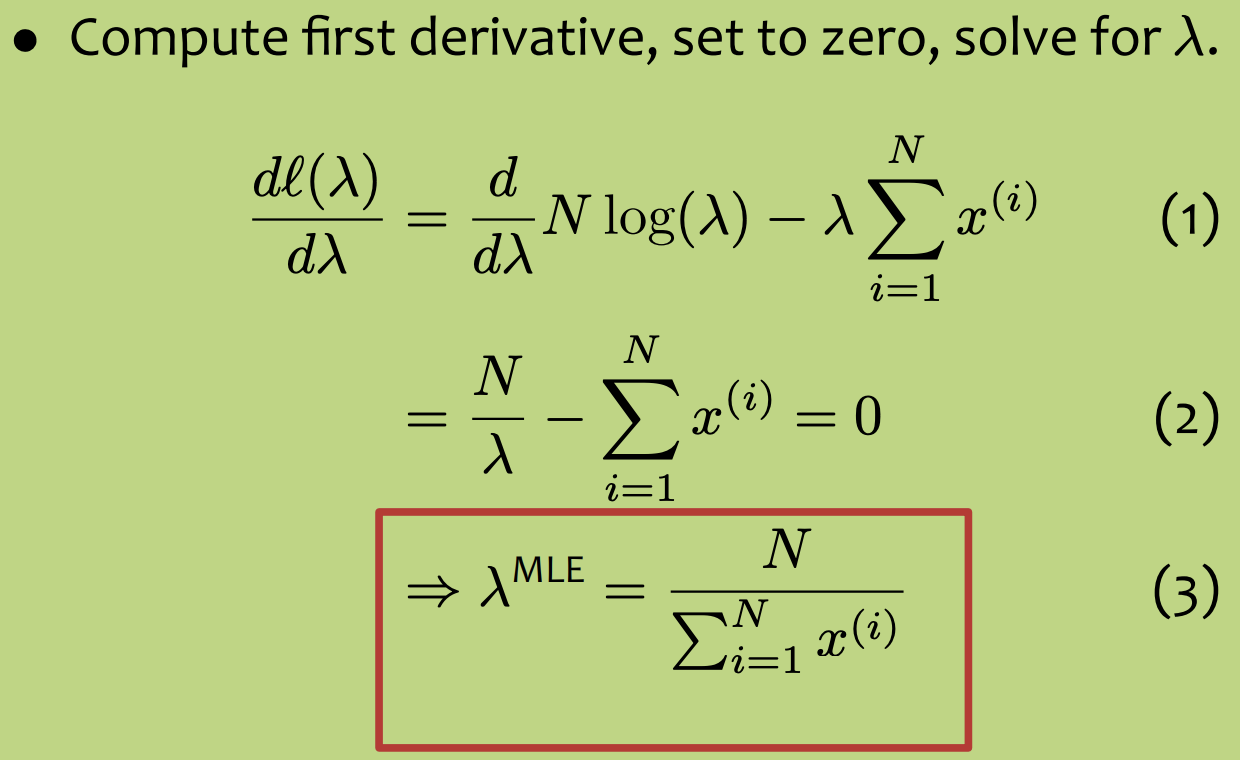 • Compute first derivative, set to zero, solve for λ.
$\frac{d\ell(\lambda)}{d\lambda} = \frac{d}{d\lambda} N \log(\lambda) - \lambda \sum_{i=1}^{N} x^{(i)}$ (1)
$= \frac{N}{\lambda} - \sum_{i=1}^{N} x^{(i)} = 0$ (2)
$\Rightarrow \lambda^{\text{MLE}} = \frac{N}{\sum_{i=1}^{N} x^{(i)}}$ (3)